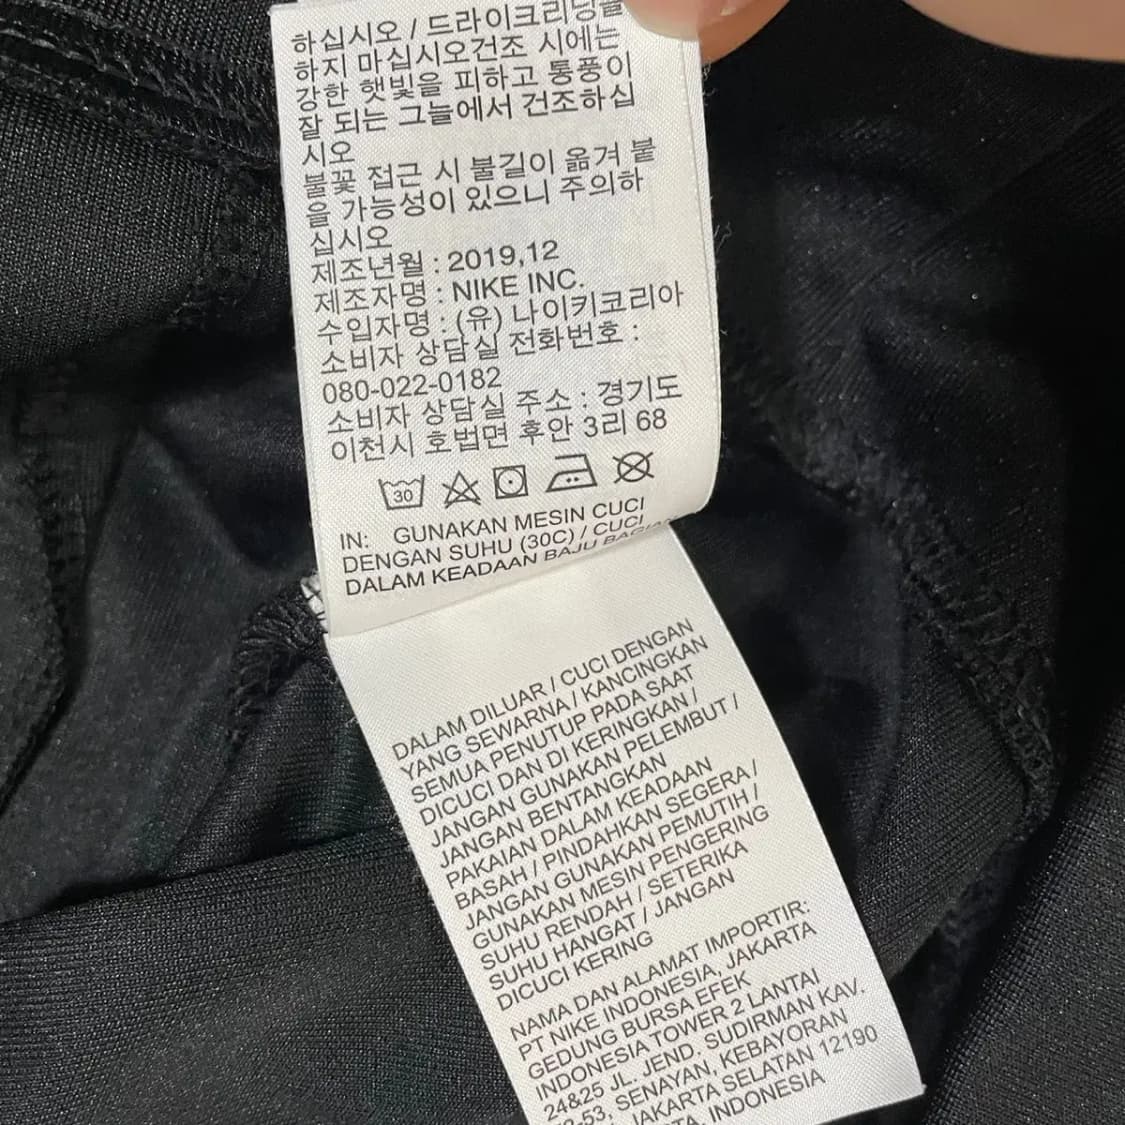 하십시오 / 드라이크리닝을
하지 마십시오건조 시에는
강한 햇빛을 피하고 통풍이
잘 되는 그늘에서 건조하십
시오
불꽃 접근 시 불길이 옮겨 붙
을 가능성이 있으니 주의하
십시오
제조년월 : 2019,12
제조자명 : NIKE INC.
수입자명 : (유) 나이키코리아
소비자 상담실 전화번호 :
080-022-0182
소비자 상담실 주소 : 경기도
이천시 호법면 후안 3리 68
30
IN: GUNAKAN MESIN CUCI
DENGAN SUHU (30C) / CUCI
DALAM KEADAAN BAJU BAGIAN
DALAM DILUAR / CUCI DENGAN
YANG SEWARNA / KANCINGKAN
SEMUA PENUTUP PADA SAAT
DICUCI DAN DI KERINGKAN /
JANGAN GUNAKAN PELEMBUT /
JANGAN BENTANGKAN
PAKAIAN DALAM KEADAAN
BASAH / PINDAHKAN SEGERA /
JANGAN GUNAKAN PEMUTIH /
GUNAKAN MESIN PENGERING
SUHU RENDAH / SETERIKA
SUHU HANGAT / JANGAN
DICUCI KERING
NAMA DAN ALAMAT IMPORTIR:
PT NIKE INDONESIA, JAKARTA
GEDUNG BURSA EFEK
INDONESIA TOWER 2 LANTAI
24&25 JL. JEND. SUDIRMAN KAV.
-53, SENAYAN, KEBAYORAN
JAKARTA SELATAN 12190
INDONESIA